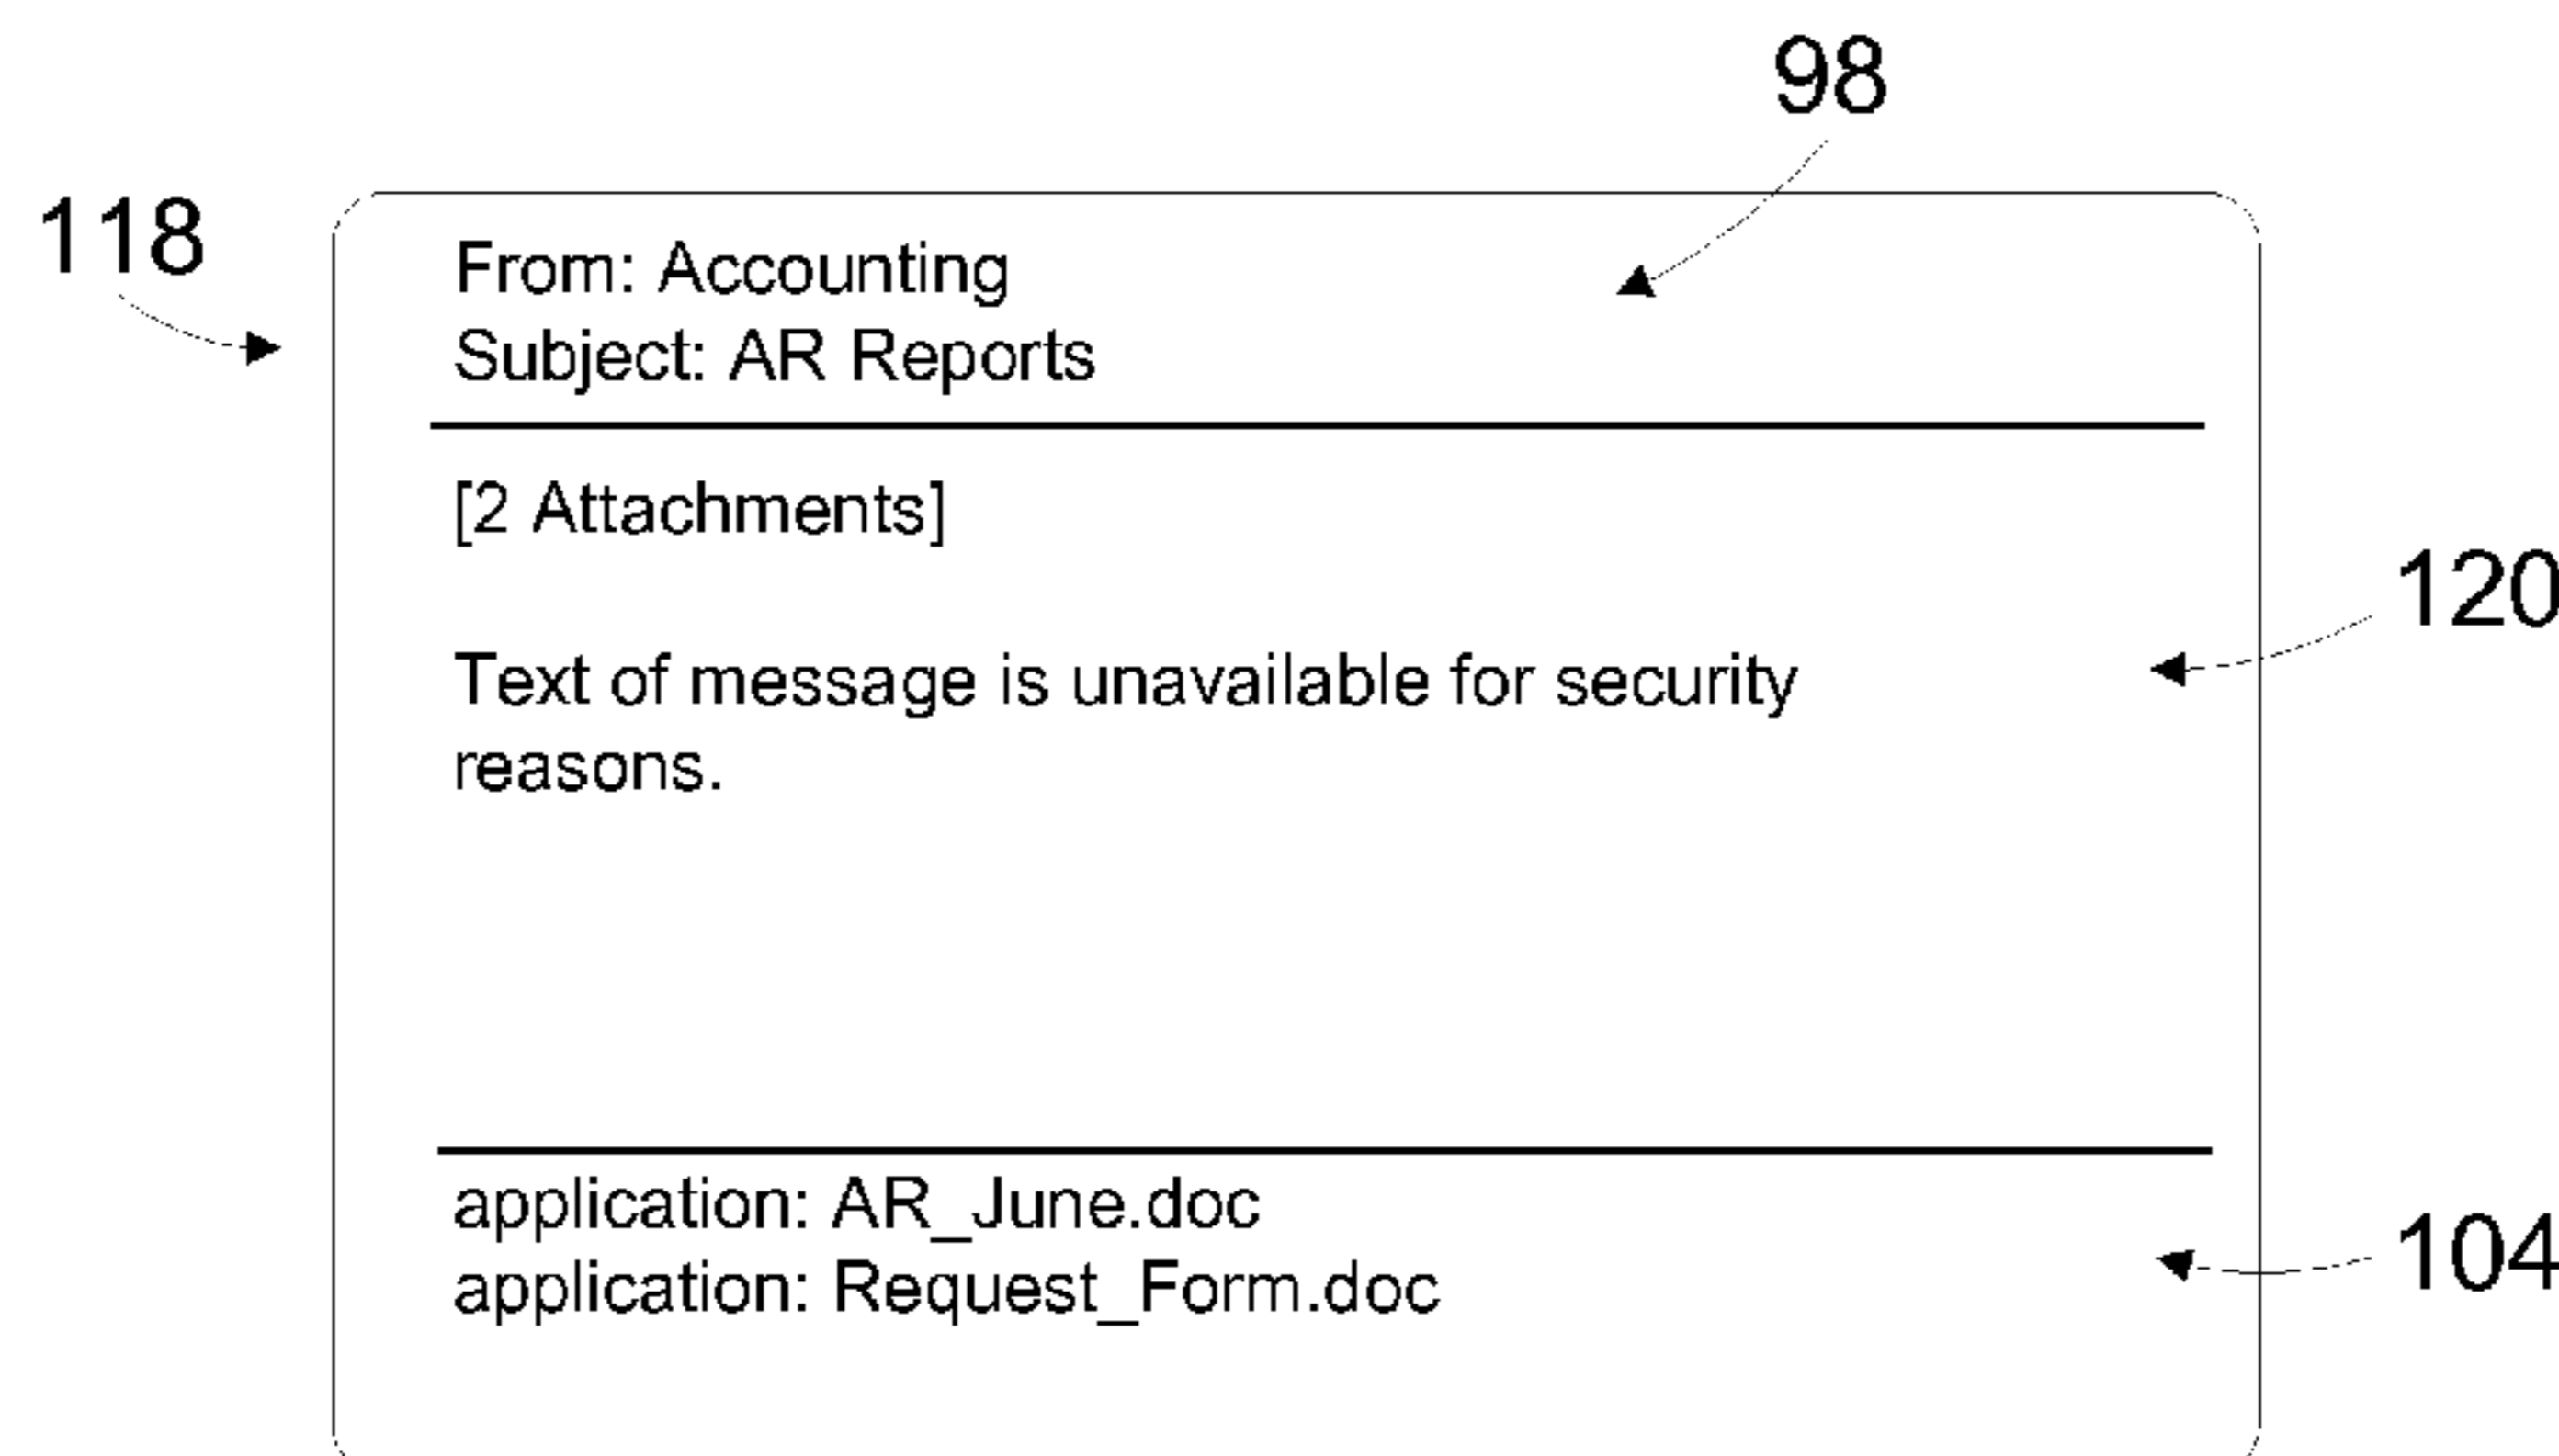 98
118
From: Accounting
Subject: AR Reports
[2 Attachments]
120
Text of message is unavailable for security
reasons.
application: AR_June.doc
104
application: Request_Form.doc